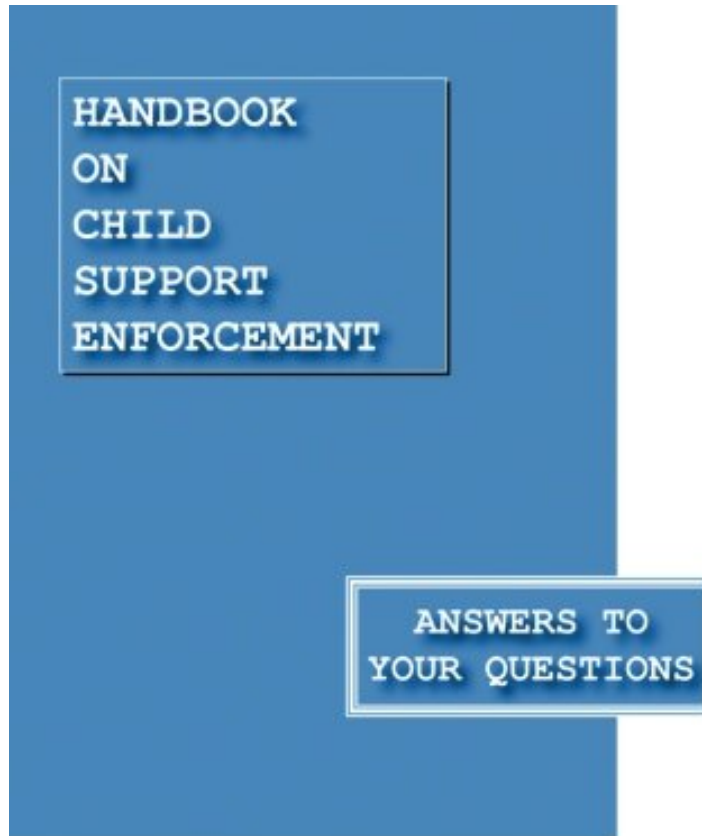 HANDBOOK
ON
CHILD
SUPPORT
ENFORCEMENT
ANSWERS TO
YOUR QUESTIONS